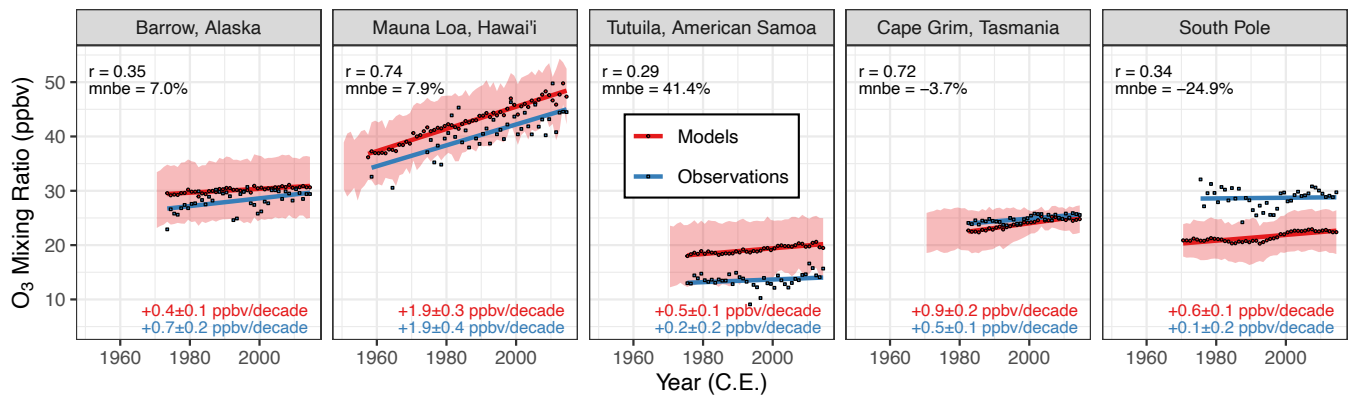 Barrow, Alaska
Mauna Loa, Hawai'i
Tutuila, American Samoa
Cape Grim, Tasmania
South Pole
O₃ Mixing Ratio (ppbv)
50
40
30
20
10
r = 0.35
mnbe = 7.0%
+0.4±0.1 ppbv/decade
+0.7±0.2 ppbv/decade
1960 1980 2000
r = 0.74
mnbe = 7.9%
+1.9±0.3 ppbv/decade
+1.9±0.4 ppbv/decade
1960 1980 2000
r = 0.29
mnbe = 41.4%
Models
Observations
+0.5±0.1 ppbv/decade
+0.2±0.2 ppbv/decade
1960 1980 2000
r = 0.72
mnbe = −3.7%
+0.9±0.2 ppbv/decade
+0.5±0.1 ppbv/decade
1960 1980 2000
r = 0.34
mnbe = −24.9%
+0.6±0.1 ppbv/decade
+0.1±0.2 ppbv/decade
1960 1980 2000
Year (C.E.)